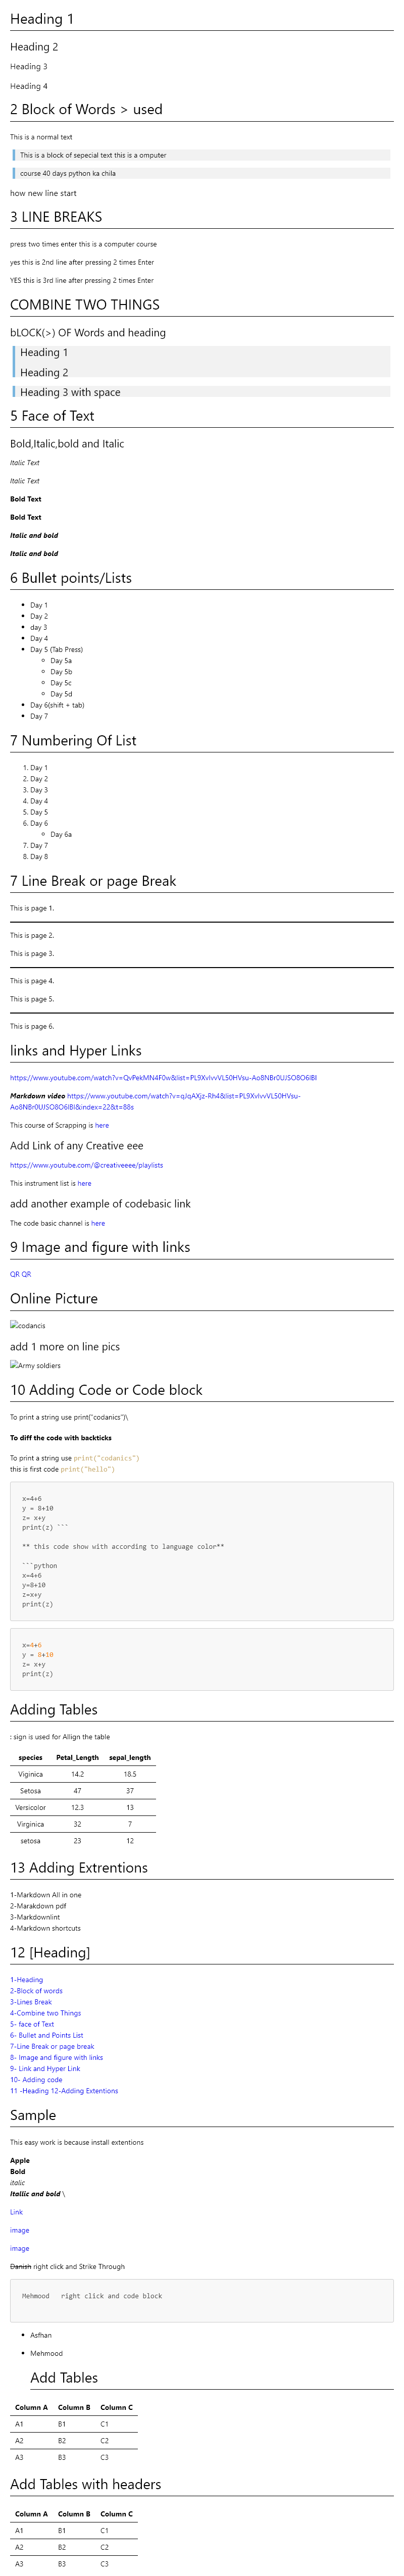 Heading 1
Heading 2
Heading 3
Heading 4
2 Block of Words > used
This is a normal text
This is a block of sepecial text this is a omputer
course 40 days python ka chila
how new line start
3 LINE BREAKS
press two times enter this is a computer course
yes this is 2nd line after pressing 2 times Enter
YES this is 3rd line after pressing 2 times Enter
COMBINE TWO THINGS
bLOCK(>) OF Words and heading
Heading 1
Heading 2
Heading 3 with space
5 Face of Text
Bold,Italic,bold and Italic
Italic Text
Italic Text
Bold Text
Bold Text
Italic and bold
Italic and bold
6 Bullet points/Lists
• Day 1
• Day 2
• day 3
• Day 4
• Day 5 (Tab Press)
◦ Day 5a
◦ Day 5b
◦ Day 5c
◦ Day 5d
• Day 6(shift + tab)
• Day 7
7 Numbering Of List
1. Day 1
2. Day 2
3. Day 3
4. Day 4
5. Day 5
6. Day 6
◦ Day 6a
7. Day 7
8. Day 8
7 Line Break or page Break
This is page 1.
This is page 2.
This is page 3.
This is page 4.
This is page 5.
This is page 6.
links and Hyper Links
https://www.youtube.com/watch?v=QvPekMN4F0w&list=PL9XvIvvVL50HVsu-Ao8NBr0UJSO8O6lBI
Markdown video https://www.youtube.com/watch?v=qJqAXjz-Rh4&list=PL9XvIvvVL50HVsu-
Ao8NBr0UJSO8O6lBI&index=22&t=88s
This course of Scrapping is here
Add Link of any Creative eee
https://www.youtube.com/@creativeeee/playlists
This instrument list is here
add another example of codebasic link
The code basic channel is here
9 Image and figure with links
QR QR
Online Picture
codancis
add 1 more on line pics
Army soldiers
10 Adding Code or Code block
To print a string use print("codanics")\
To diff the code with backticks
To print a string use print("codanics")
this is first code print("hello")
x=4+6
y = 8+10
z= x+y
print(z) ```
** this code show with according to language color**
```python
x=4+6
y=8+10
z=x+y
print(z)
x=4+6
y = 8+10
z= x+y
print(z)
Adding Tables
: sign is used for Allign the table
species Petal_Length sepal_length
Viginica 14.2 18.5
Setosa 47 37
Versicolor 12.3 13
Virginica 32 7
setosa 23 12
13 Adding Extrentions
1-Markdown All in one
2-Marakdown pdf
3-Markdownlint
4-Markdown shortcuts
12 [Heading]
1-Heading
2-Block of words
3-Lines Break
4-Combine two Things
5- face of Text
6- Bullet and Points List
7-Line Break or page break
8- Image and figure with links
9- Link and Hyper Link
10- Adding code
11 -Heading 12-Adding Extentions
Sample
This easy work is because install extentions
Apple
Bold
italic
Itallic and bold \
Link
image
image
Danish right click and Strike Through
Mehmood   right click and code block
• Asfhan
• Mehmood
Add Tables
Column A Column B Column C
A1 B1 C1
A2 B2 C2
A3 B3 C3
Add Tables with headers
Column A Column B Column C
A1 B1 C1
A2 B2 C2
A3 B3 C3